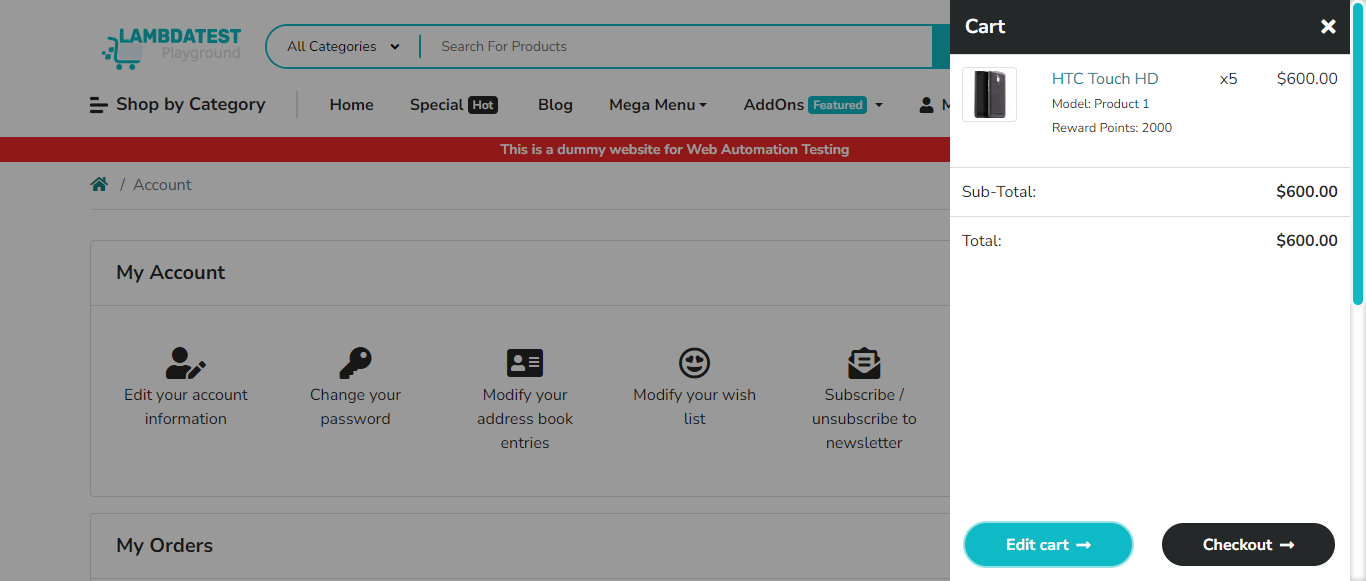 LAMBDATEST
Playground
All Categories
Search For Products
Shop by Category
Home
Special Hot
Blog
Mega Menu
AddOns Featured
M
This is a dummy website for Web Automation Testing
/ Account
My Account
Edit your account
information
Change your
password
Modify your
address book
entries
Modify your wish
list
Subscribe /
unsubscribe to
newsletter
My Orders
Cart
HTC Touch HD x5 $600.00
Model: Product 1
Reward Points: 2000
Sub-Total: $600.00
Total: $600.00
Edit cart
Checkout